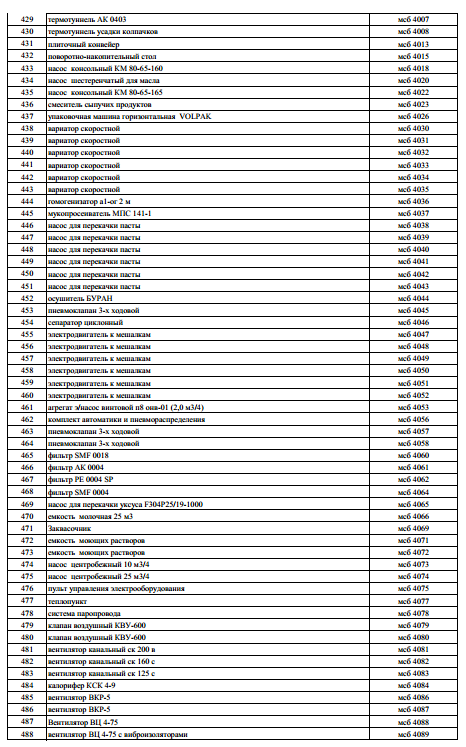 429 термотуннель АК 0403 мсб 4007
430 термотуннель усадки колпачков мсб 4008
431 плиточный конвейер мсб 4013
432 поворотно-накопительный стол мсб 4015
433 насос консольный КМ 80-65-160 мсб 4018
434 насос шестеренчатый для масла мсб 4020
435 насос консольный КМ 80-65-165 мсб 4022
436 смеситель сыпучих продуктов мсб 4023
437 упаковочная машина горизонтальная VOLPAK мсб 4026
438 вариатор скоростной мсб 4030
439 вариатор скоростной мсб 4031
440 вариатор скоростной мсб 4032
441 вариатор скоростной мсб 4033
442 вариатор скоростной мсб 4034
443 вариатор скоростной мсб 4035
444 гомогенизатор а1-ог 2 м мсб 4036
445 мукопросеиватель МПС 141-1 мсб 4037
446 насос для перекачки пасты мсб 4038
447 насос для перекачки пасты мсб 4039
448 насос для перекачки пасты мсб 4040
449 насос для перекачки пасты мсб 4041
450 насос для перекачки пасты мсб 4042
451 насос для перекачки пасты мсб 4043
452 осушитель БУРАН мсб 4044
453 пневмоклапан 3-х ходовой мсб 4045
454 сепаратор циклонный мсб 4046
455 электродвигатель к мешалкам мсб 4047
456 электродвигатель к мешалкам мсб 4048
457 электродвигатель к мешалкам мсб 4049
458 электродвигатель к мешалкам мсб 4050
459 электродвигатель к мешалкам мсб 4051
460 электродвигатель к мешалкам мсб 4052
461 агрегат э/насос винтовой п8 онв-01 (2,0 м3/4) мсб 4053
462 комплект автоматики и пневмораспределения мсб 4056
463 пневмоклапан 3-х ходовой мсб 4057
464 пневмоклапан 3-х ходовой мсб 4058
465 фильтр SMF 0018 мсб 4060
466 фильтр АК 0004 мсб 4061
467 фильтр РЕ 0004 SP мсб 4062
468 фильтр SMF 0004 мсб 4064
469 насос для перекачки уксуса F304P25/19-1000 мсб 4065
470 емкость молочная 25 м3 мсб 4066
471 Заквасочник мсб 4069
472 емкость моющих растворов мсб 4071
473 емкость моющих растворов мсб 4072
474 насос центробежный 10 м3/4 мсб 4073
475 насос центробежный 25 м3/4 мсб 4074
476 пульт управления электрооборудования мсб 4075
477 теплопункт мсб 4077
478 система паропровода мсб 4078
479 клапан воздушный КВУ-600 мсб 4079
480 клапан воздушный КВУ-600 мсб 4080
481 вентилятор канальный ск 200 в мсб 4081
482 вентилятор канальный ск 160 с мсб 4082
483 вентилятор канальный ск 125 с мсб 4083
484 калорифер КСК 4-9 мсб 4084
485 вентилятор ВКР-5 мсб 4086
486 вентилятор ВКР-5 мсб 4087
487 Вентилятор ВЦ 4-75 мсб 4088
488 вентилятор ВЦ 4-75 с виброизоляторами мсб 4089